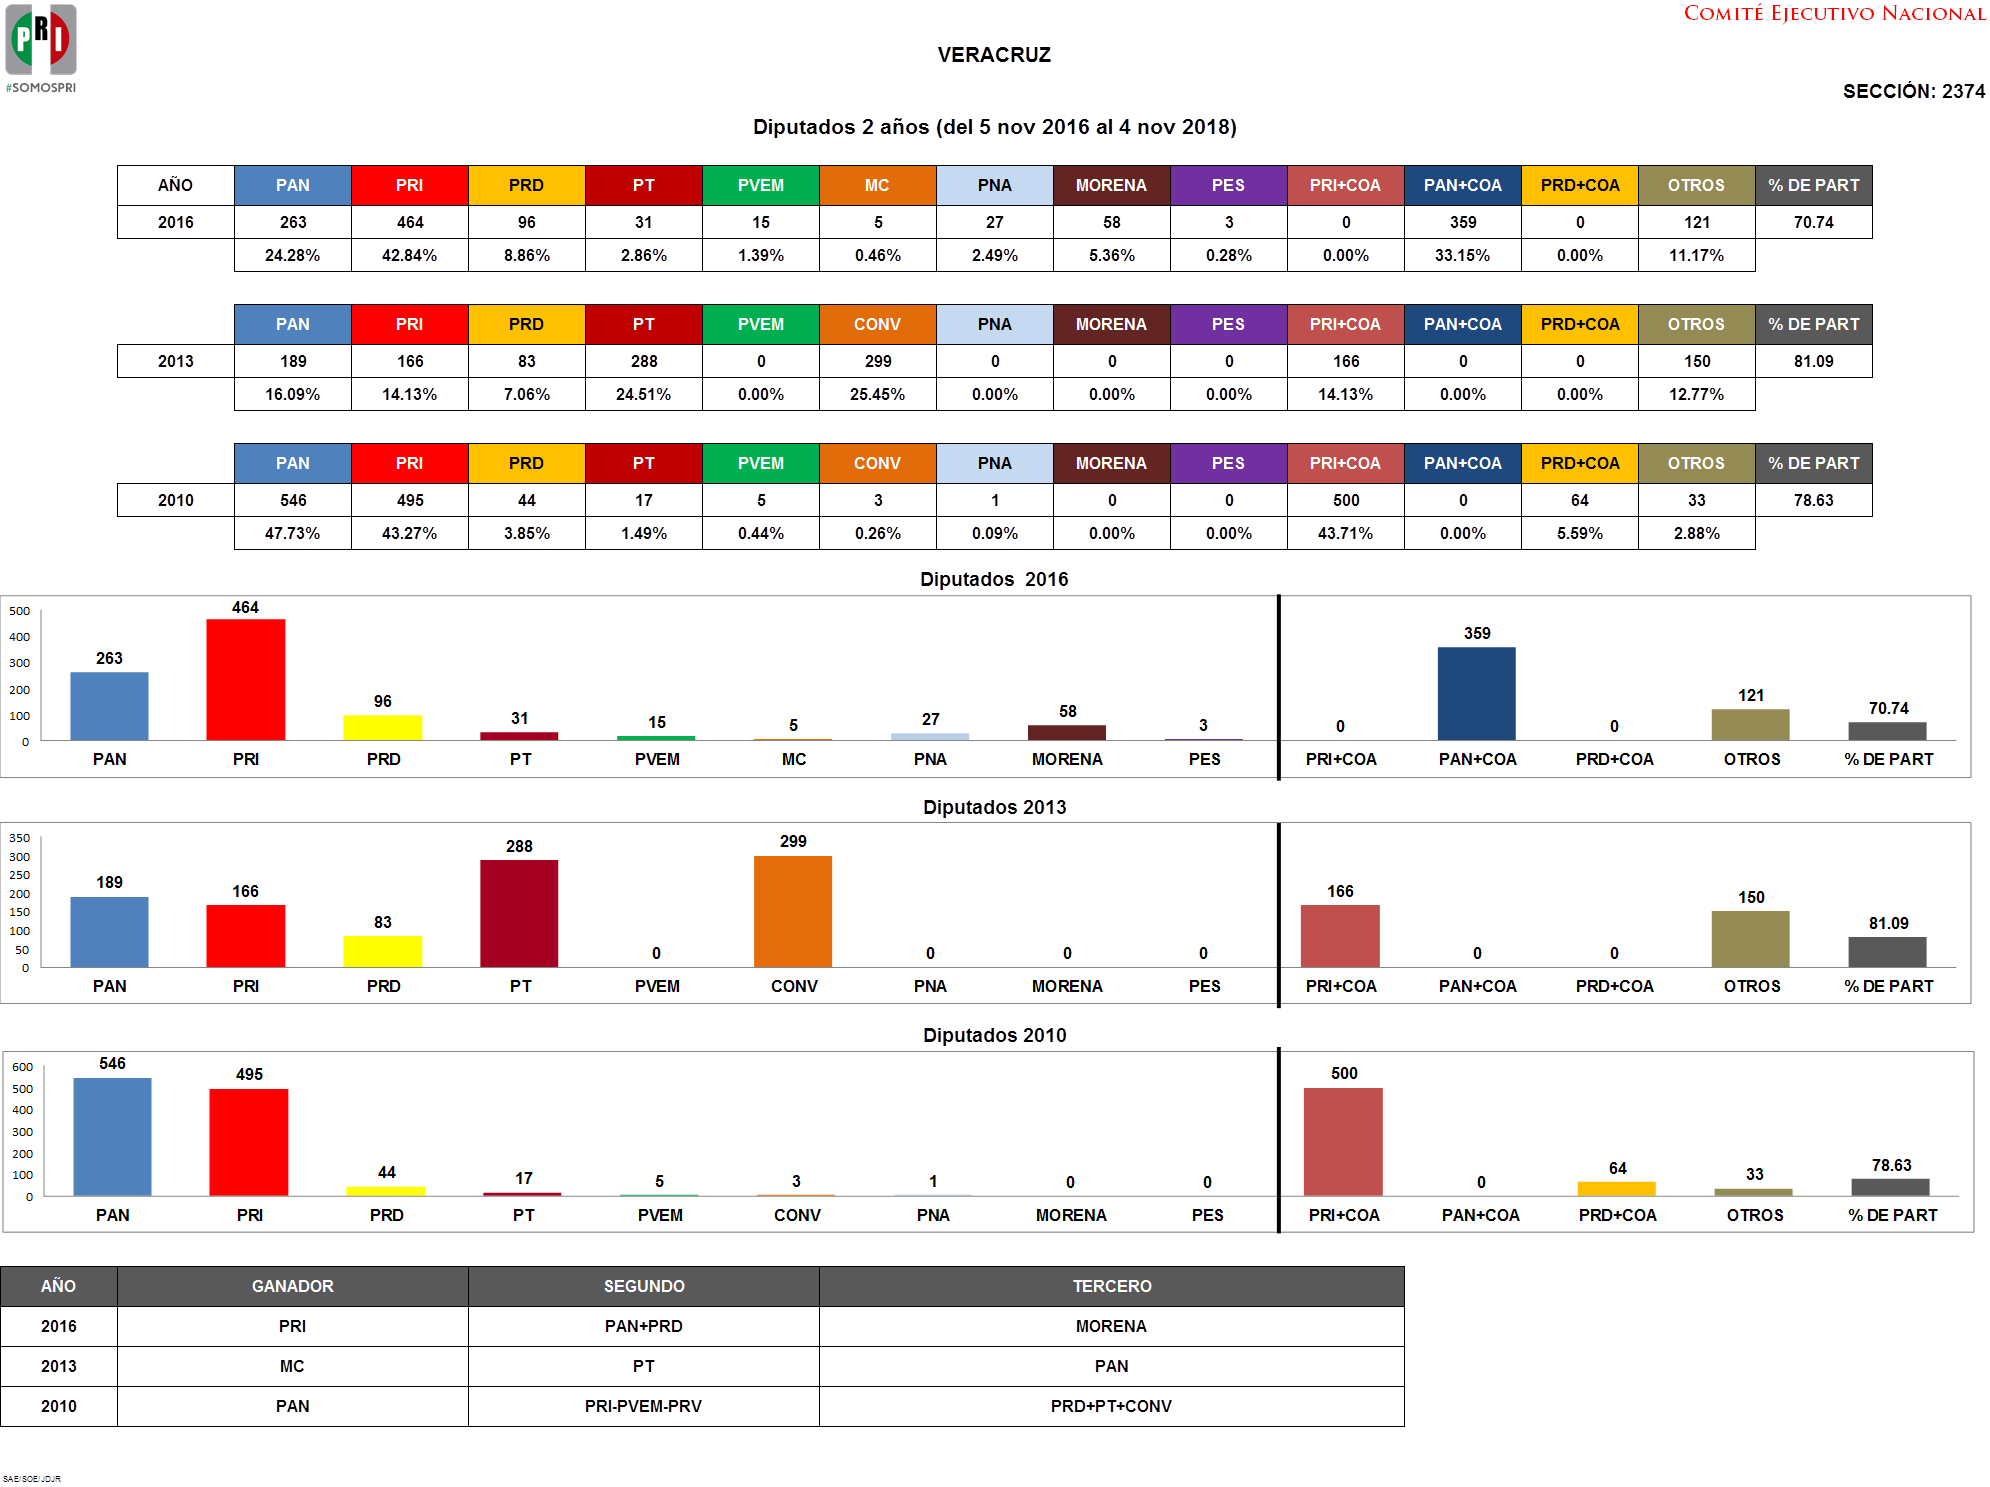 COMITÉ EJECUTIVO NACIONAL
PRI
#SOMOSPRI
VERACRUZ
SECCIÓN: 2374
Diputados 2 años (del 5 nov 2016 al 4 nov 2018)
AÑO PAN PRI PRD PT PVEM MC PNA MORENA PES PRI+COA PAN+COA PRD+COA OTROS % DE PART
2016 263 464 96 31 15 5 27 58 3 0 359 0 121 70.74
24.28% 42.84% 8.86% 2.86% 1.39% 0.46% 2.49% 5.36% 0.28% 0.00% 33.15% 0.00% 11.17%
PAN PRI PRD PT PVEM CONV PNA MORENA PES PRI+COA PAN+COA PRD+COA OTROS % DE PART
2013 189 166 83 288 0 299 0 0 0 166 0 0 150 81.09
16.09% 14.13% 7.06% 24.51% 0.00% 25.45% 0.00% 0.00% 0.00% 14.13% 0.00% 0.00% 12.77%
PAN PRI PRD PT PVEM CONV PNA MORENA PES PRI+COA PAN+COA PRD+COA OTROS % DE PART
2010 546 495 44 17 5 3 1 0 0 500 0 64 33 78.63
47.73% 43.27% 3.85% 1.49% 0.44% 0.26% 0.09% 0.00% 0.00% 43.71% 0.00% 5.59% 2.88%
Diputados 2016
500
400
300
200
100
0
263 464 96 31 15 5 27 58 3 0 359 0 121 70.74
PAN PRI PRD PT PVEM MC PNA MORENA PES PRI+COA PAN+COA PRD+COA OTROS % DE PART
Diputados 2013
350
300
250
200
150
100
50
0
189 166 83 288 0 299 0 0 0 166 0 0 150 81.09
PAN PRI PRD PT PVEM CONV PNA MORENA PES PRI+COA PAN+COA PRD+COA OTROS % DE PART
Diputados 2010
600
500
400
300
200
100
0
546 495 44 17 5 3 1 0 0 500 0 64 33 78.63
PAN PRI PRD PT PVEM CONV PNA MORENA PES PRI+COA PAN+COA PRD+COA OTROS % DE PART
AÑO GANADOR SEGUNDO TERCERO
2016 PRI PAN+PRD MORENA
2013 MC PT PAN
2010 PAN PRI-PVEM-PRV PRD+PT+CONV
SAE/SOE/JDJR